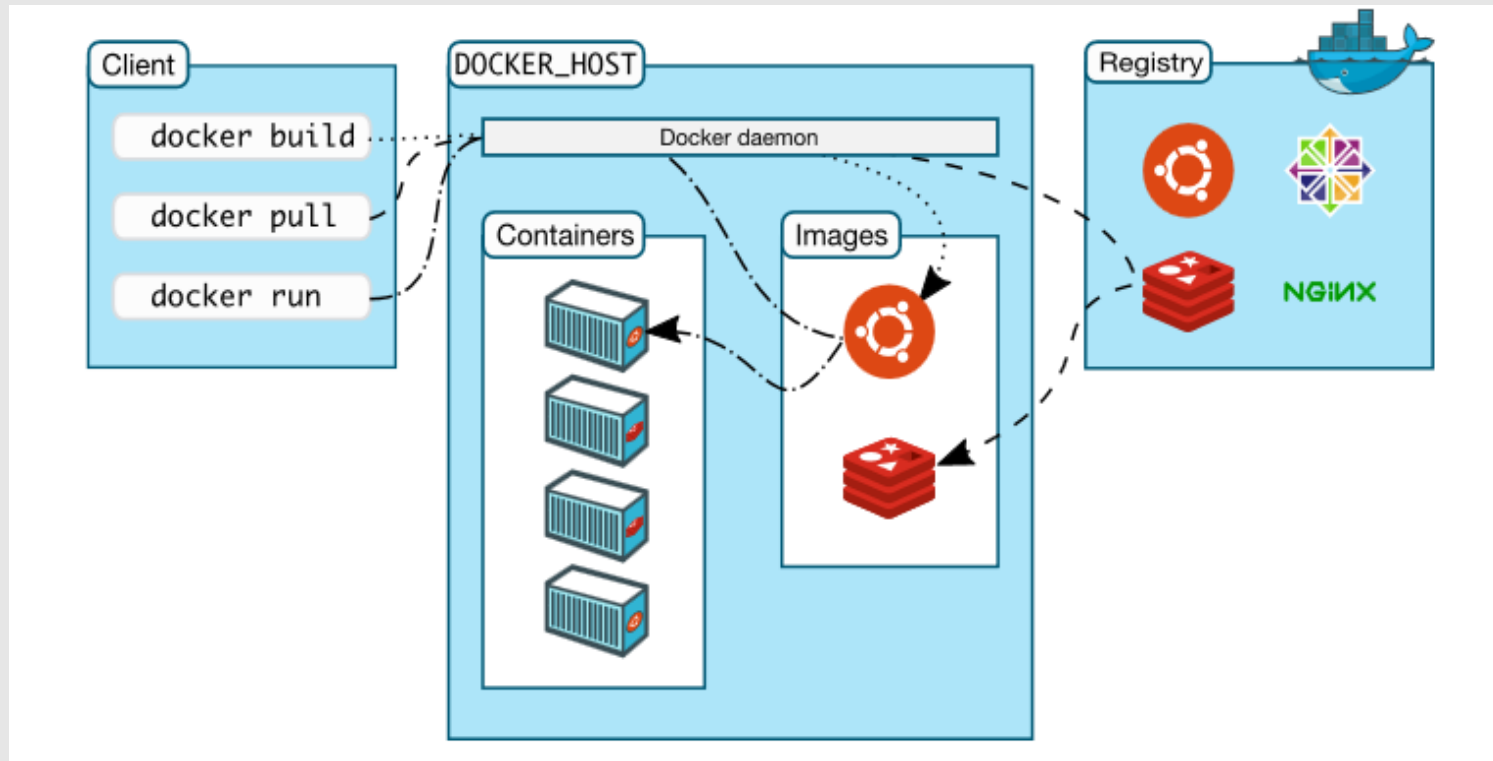 Client
docker build
docker pull
docker run
DOCKER_HOST
Docker daemon
Containers
Images
Registry
NGiNX